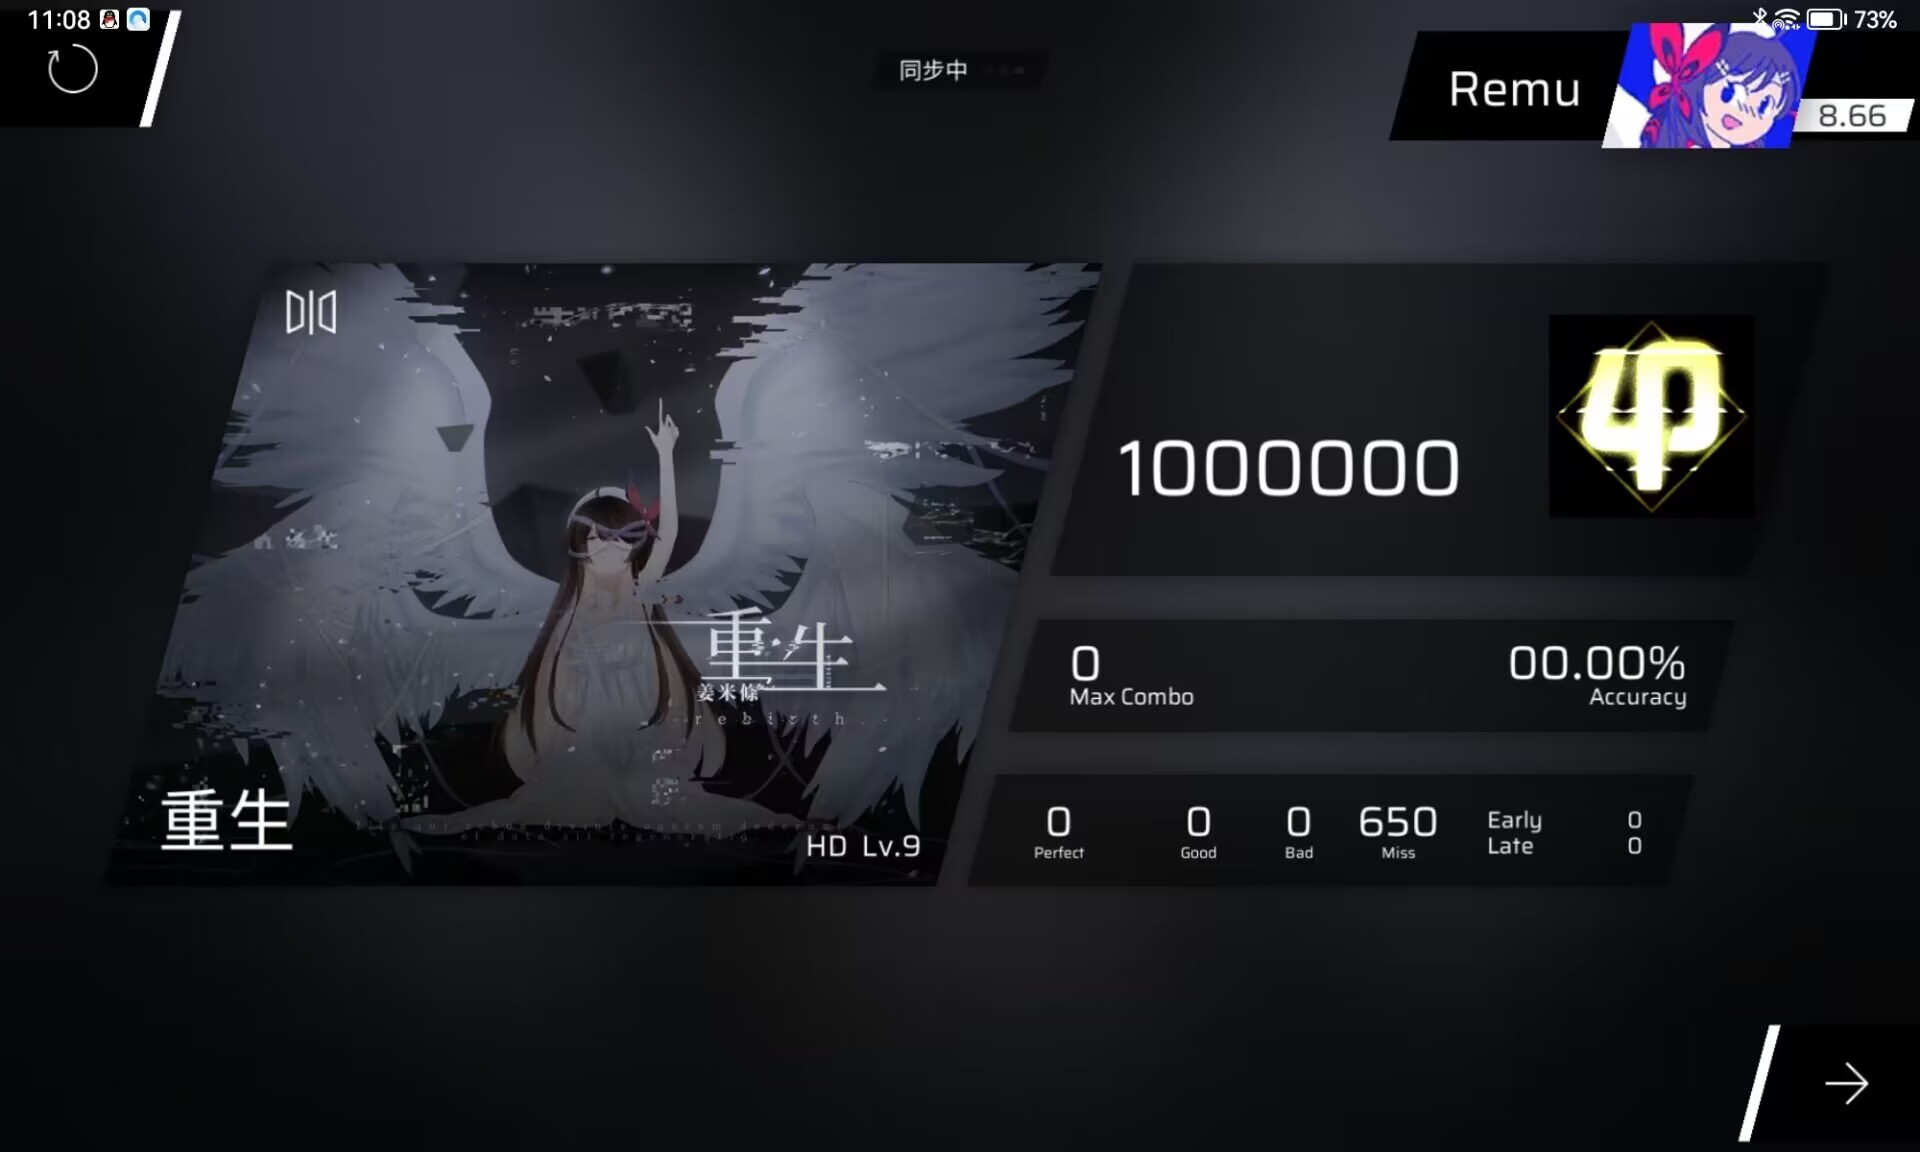 11:08
73%
同步中
Remu
8.66
1000000
重生
姜米條
rebirth
0
Max Combo
00.00%
Accuracy
重生
HD Lv.9
0
Perfect
0
Good
0
Bad
650
Miss
Early 0
Late 0